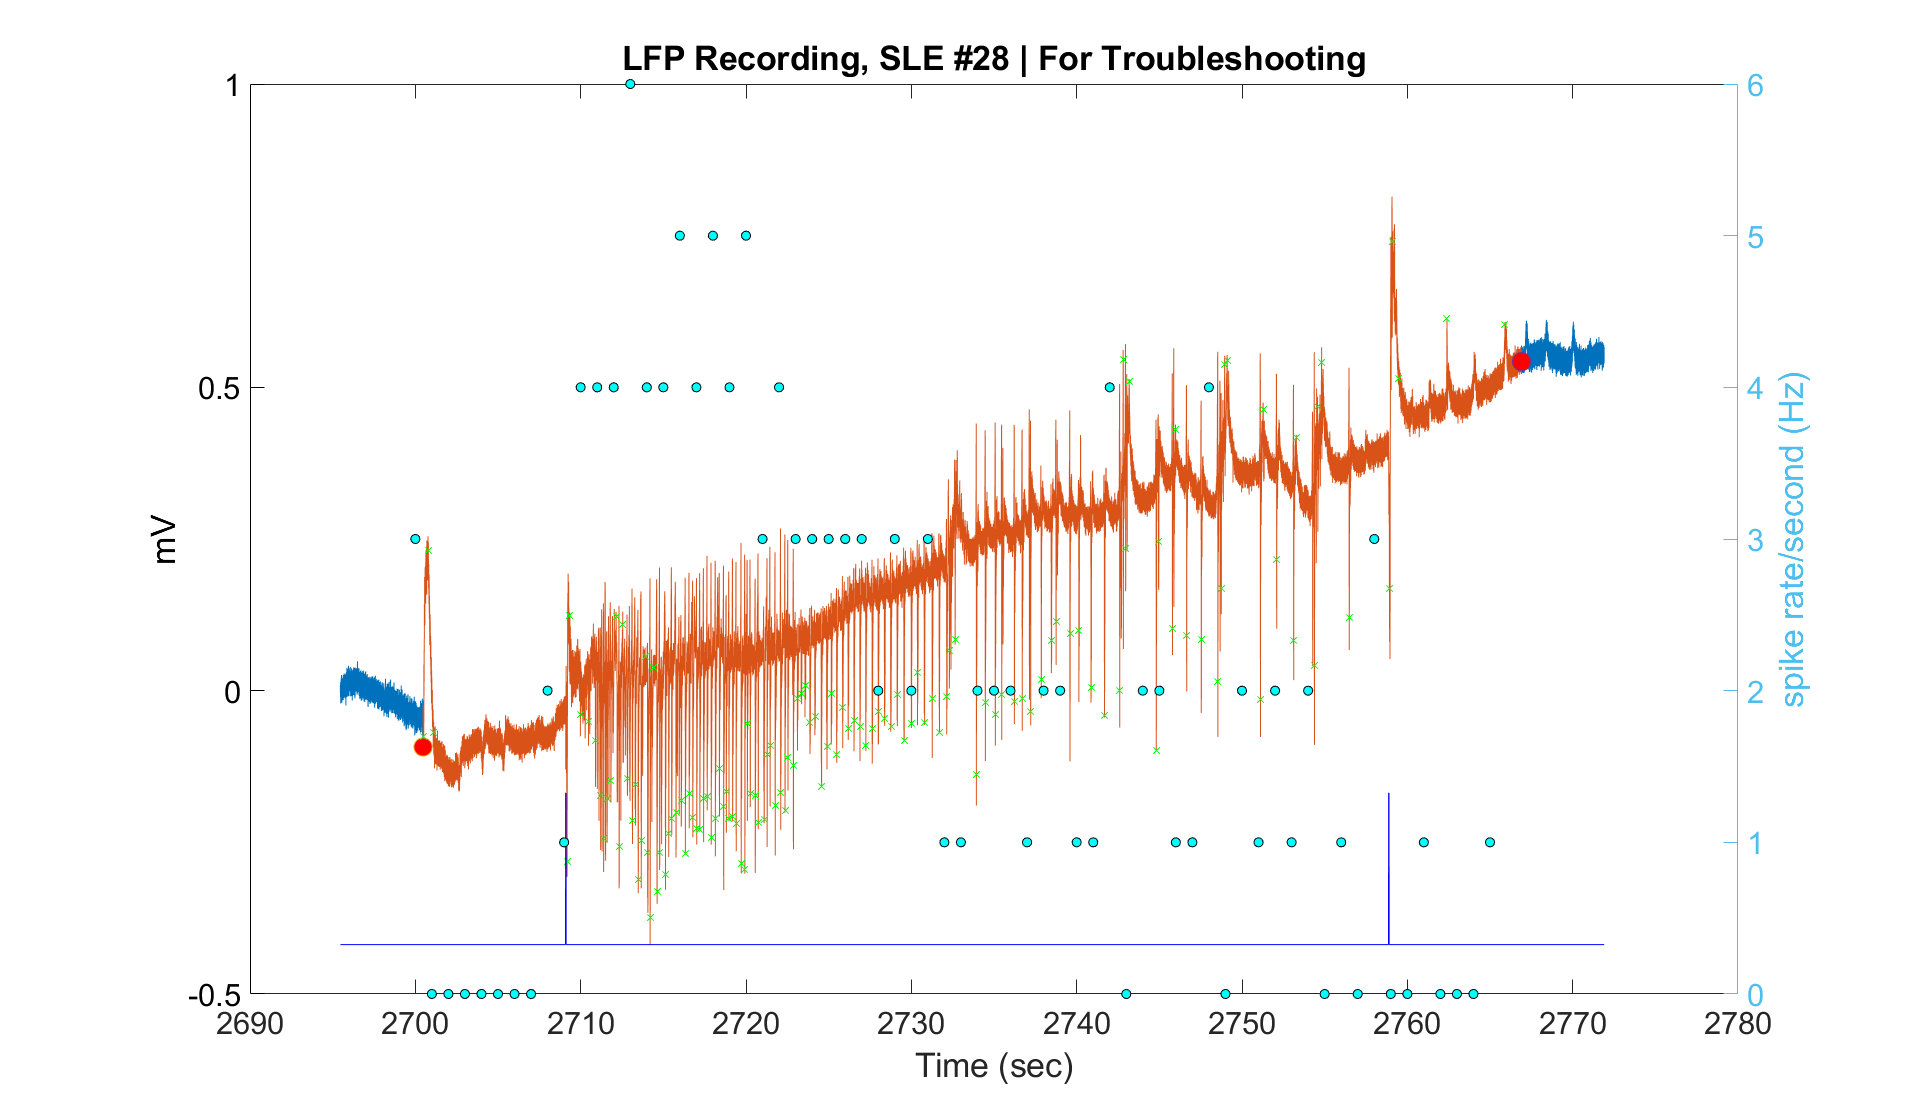 LFP Recording, SLE #28 | For Troubleshooting
1
0.5
0
-0.5
mV
6
5
4
3
2
1
0
spike rate/second (Hz)
2690 2700 2710 2720 2730 2740 2750 2760 2770 2780
Time (sec)